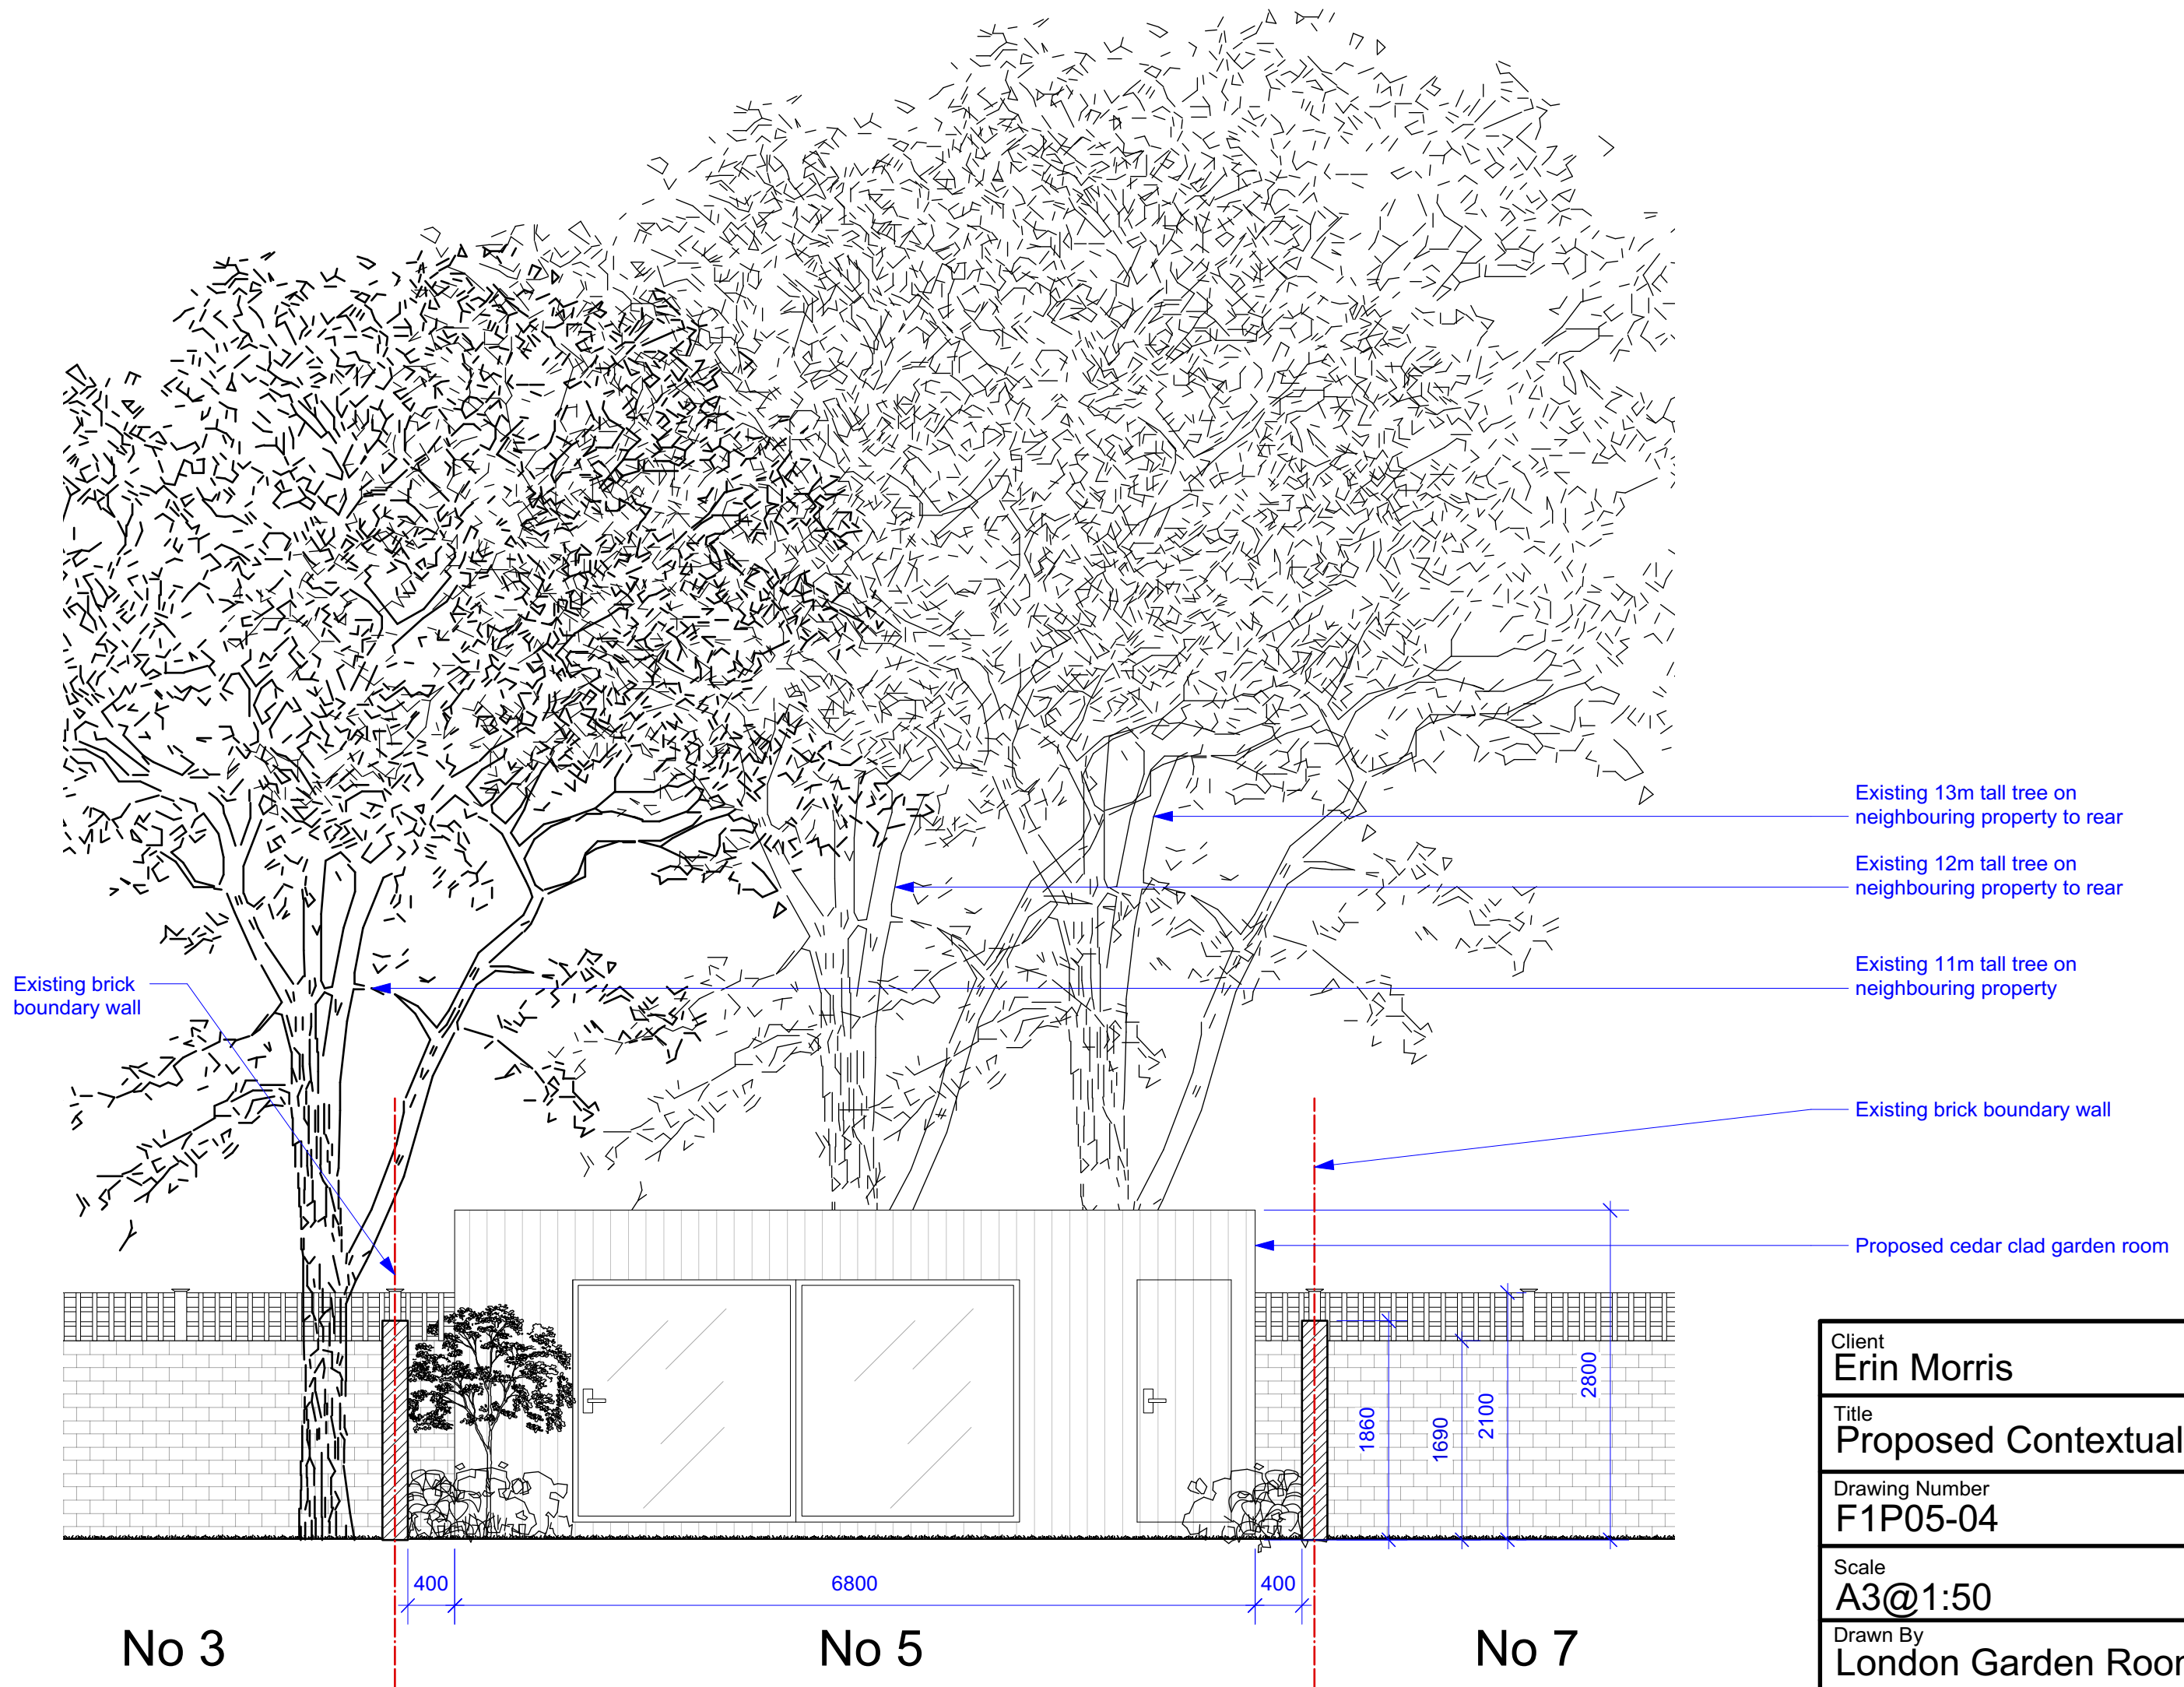 Existing 13m tall tree on
neighbouring property to rear
Existing 12m tall tree on
neighbouring property to rear
Existing 11m tall tree on
neighbouring property
Existing brick
boundary wall
Existing brick boundary wall
Proposed cedar clad garden room
1860
1690
2100
2800
400
6800
400
No 3
No 5
No 7
Client
Erin Morris
Title
Proposed Contextual
Drawing Number
F1P05-04
Scale
A3@1:50
Drawn By
London Garden Room